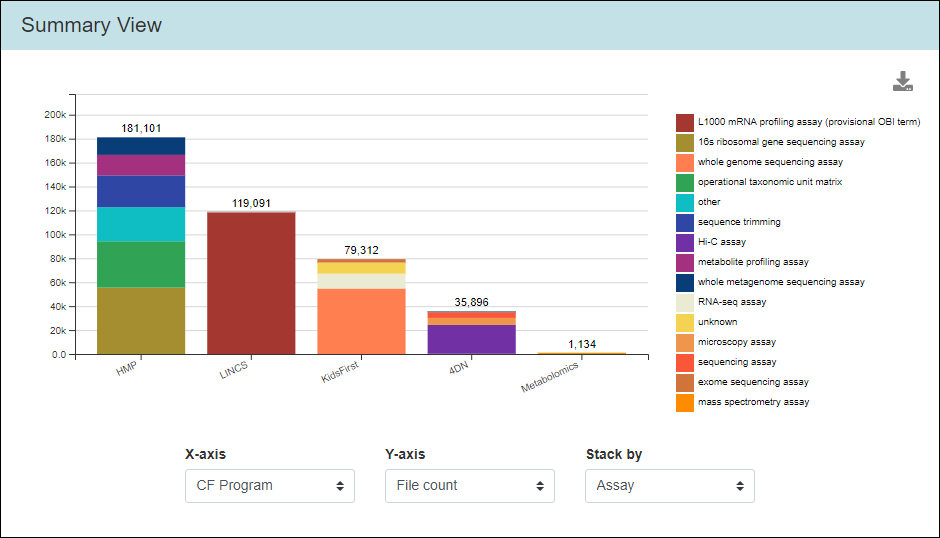 Summary View
200k
180k
160k
140k
120k
100k
80k
60k
40k
20k
0.0
181,101
119,091
79,312
35,896
1,134
HMP
LINCS
KidsFirst
4DN
Metabolomics
L1000 mRNA profiling assay (provisional OBI term)
16s ribosomal gene sequencing assay
whole genome sequencing assay
operational taxonomic unit matrix
other
sequence trimming
Hi-C assay
metabolite profiling assay
whole metagenome sequencing assay
RNA-seq assay
unknown
microscopy assay
sequencing assay
exome sequencing assay
mass spectrometry assay
X-axis
Y-axis
Stack by
CF Program
File count
Assay